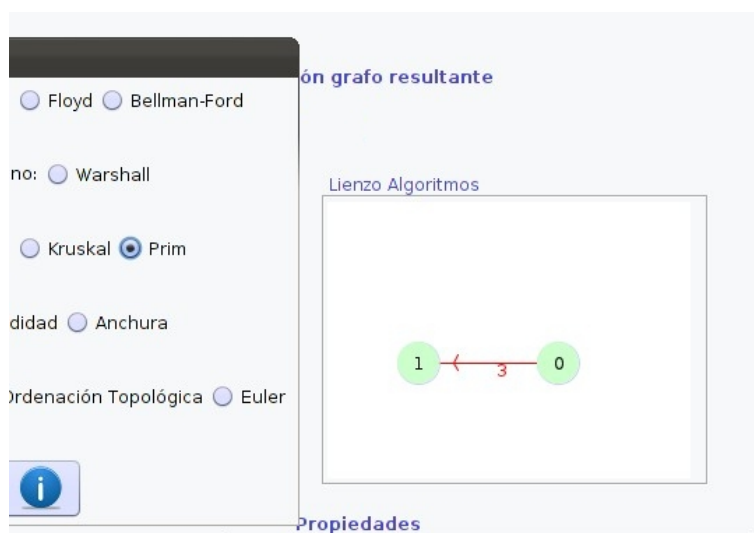 ón grafo resultante
Floyd Bellman-Ford
no: Warshall
Lienzo Algoritmos
Kruskal Prim
didad Anchura
1 3 0
Ordenación Topológica Euler
i
Propiedades